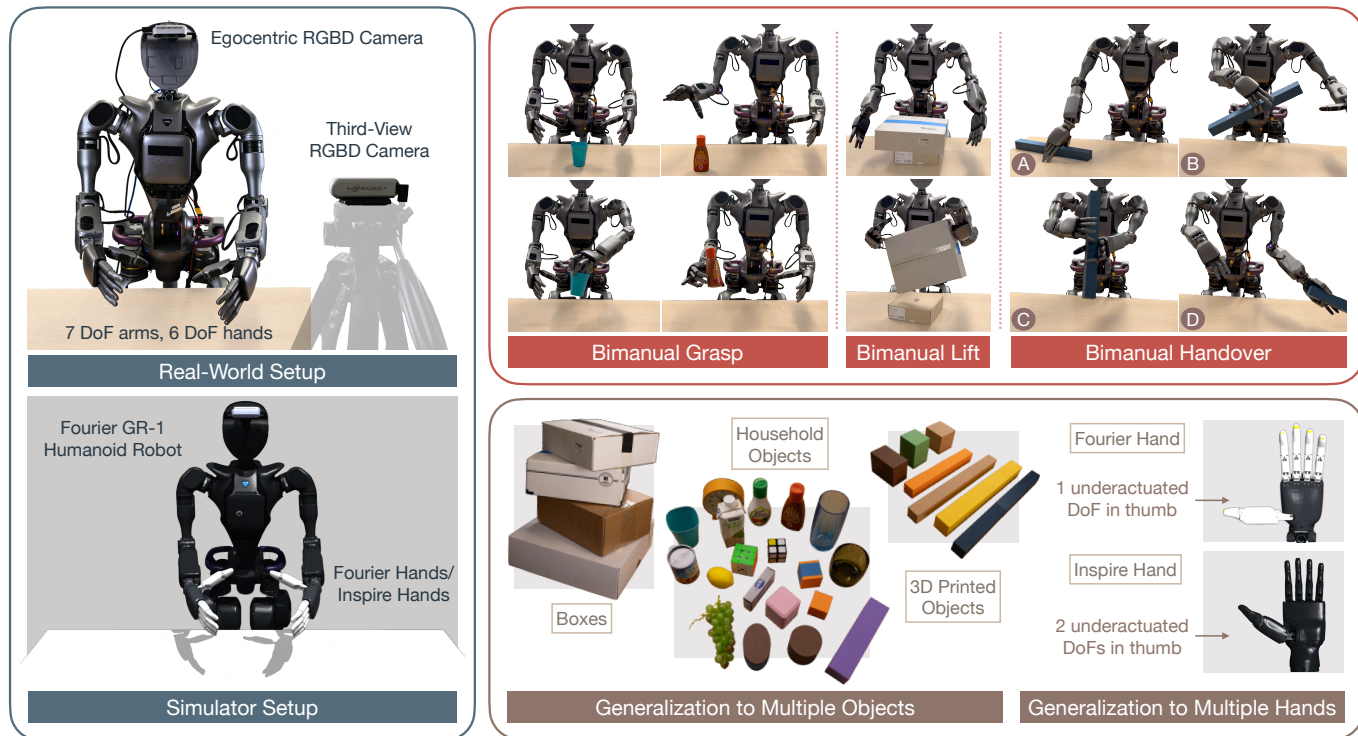 Egocentric RGBD Camera
Third-View
RGBD Camera
7 DoF arms, 6 DoF hands
Real-World Setup
Fourier GR-1
Humanoid Robot
Fourier Hands/
Inspire Hands
Simulator Setup
A
B
C
D
Bimanual Grasp
Bimanual Lift
Bimanual Handover
Boxes
Household
Objects
3D Printed
Objects
Generalization to Multiple Objects
Fourier Hand
1 underactuated
DoF in thumb
Inspire Hand
2 underactuated
DoFs in thumb
Generalization to Multiple Hands